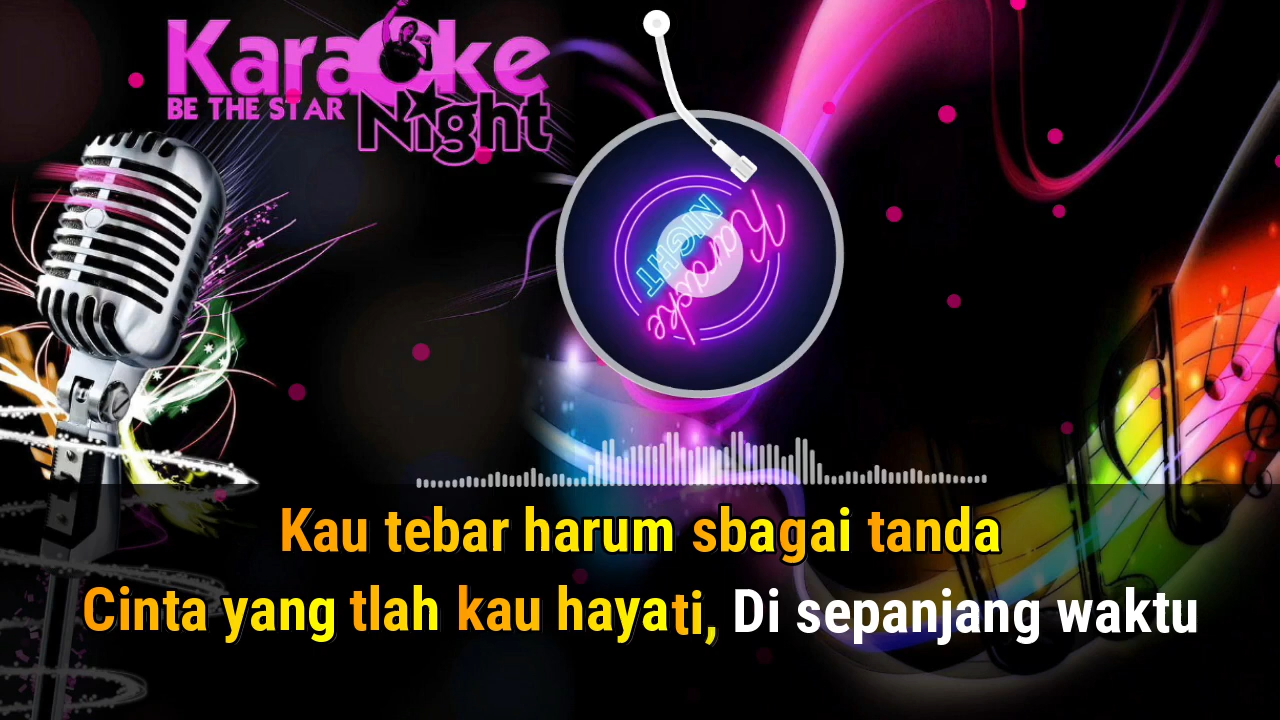 Karaoke
BE THE STAR
Night
NIGHT
Karaoke
Kau tebar harum sbagai tanda
Cinta yang tlah kau hayati, Di sepanjang waktu